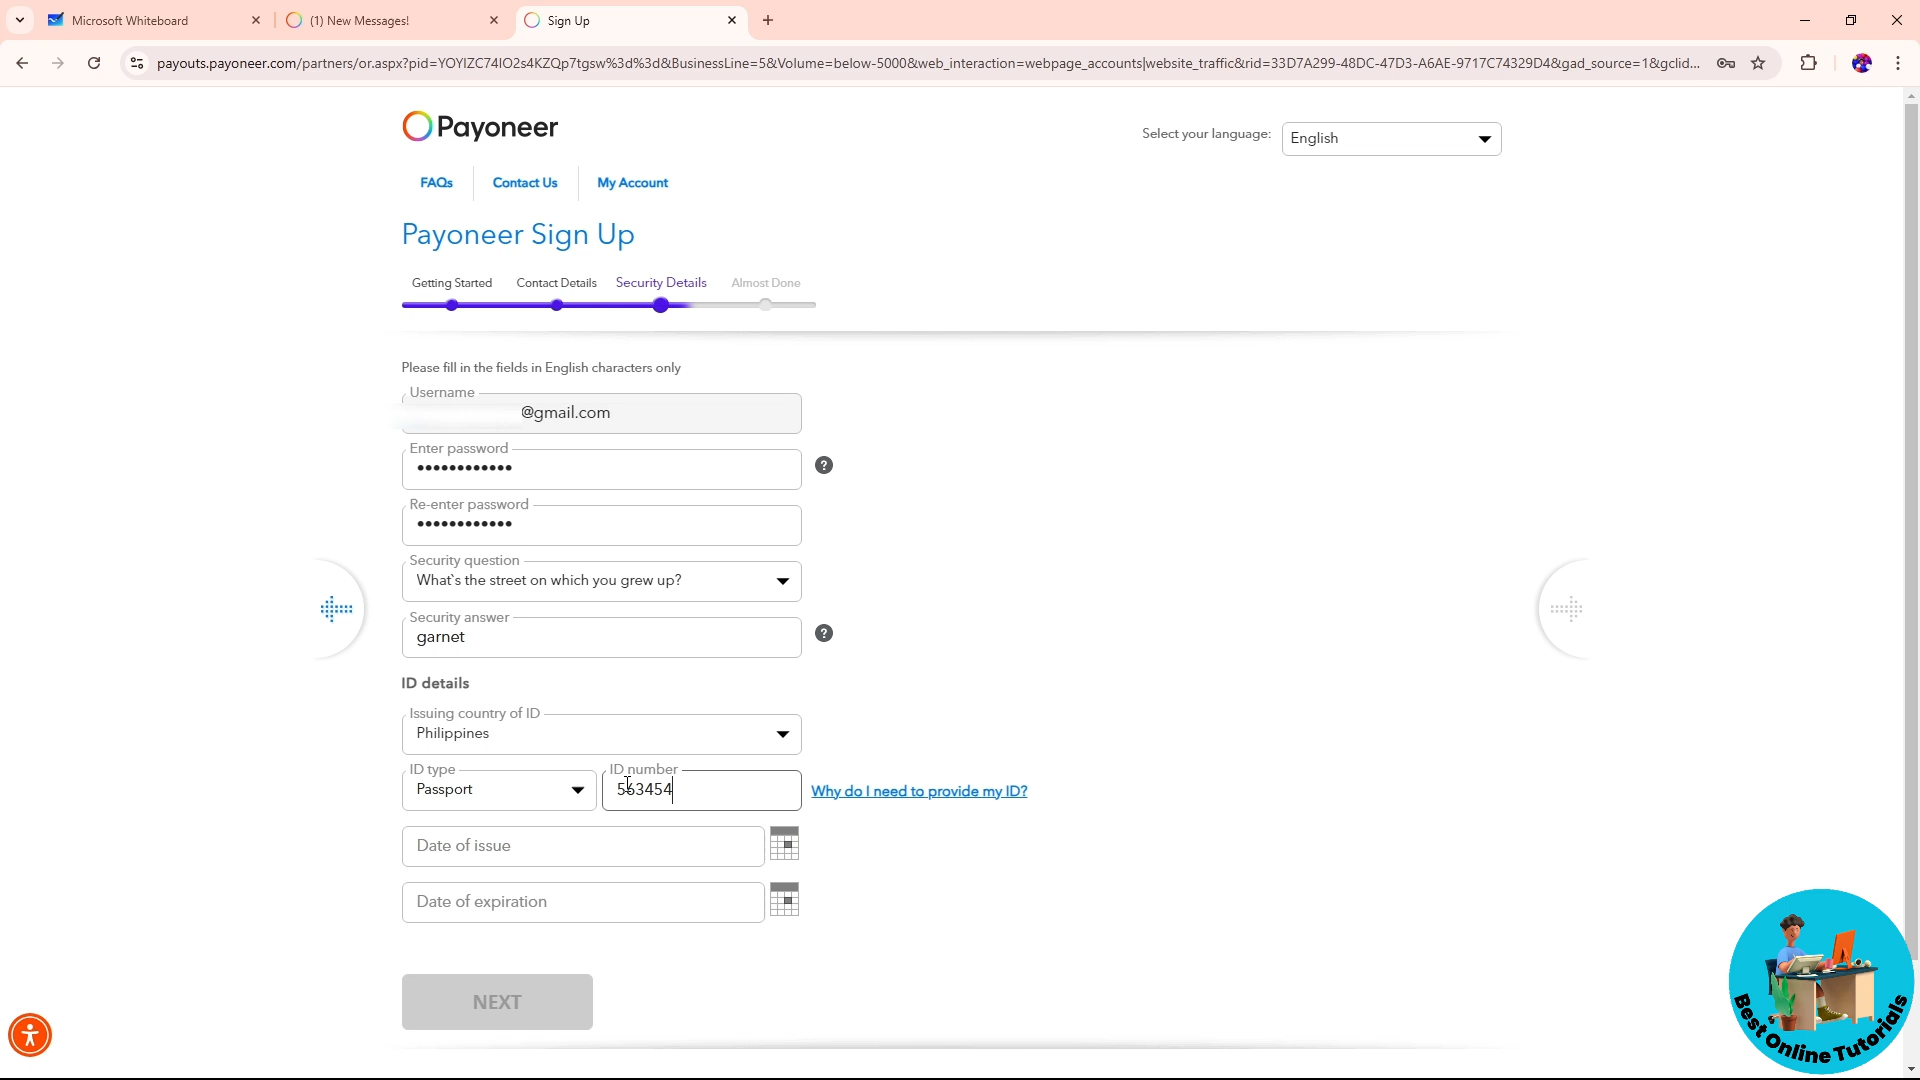 Microsoft Whiteboard
(1) New Messages!
Sign Up
payouts.payoneer.com/partners/or.aspx?pid=YOYIZC74IO2s4KZQp7tgsw%3d%3d&BusinessLine=5&Volume=below-5000&web_interaction=webpage_accounts|website_traffic&rid=33D7A299-48DC-47D3-A6AE-9717C74329D4&gad_source=1&gclid...
Payoneer
Select your language:
English
FAQs
Contact Us
My Account
Payoneer Sign Up
Getting Started
Contact Details
Security Details
Almost Done
Please fill in the fields in English characters only
Username
@gmail.com
Enter password
••••••••••••
?
Re-enter password
••••••••••••
Security question
What`s the street on which you grew up?
Security answer
garnet
?
ID details
Issuing country of ID
Philippines
ID type
Passport
ID number
563454
Why do I need to provide my ID?
Date of issue
Date of expiration
NEXT
Best Online Tutorials